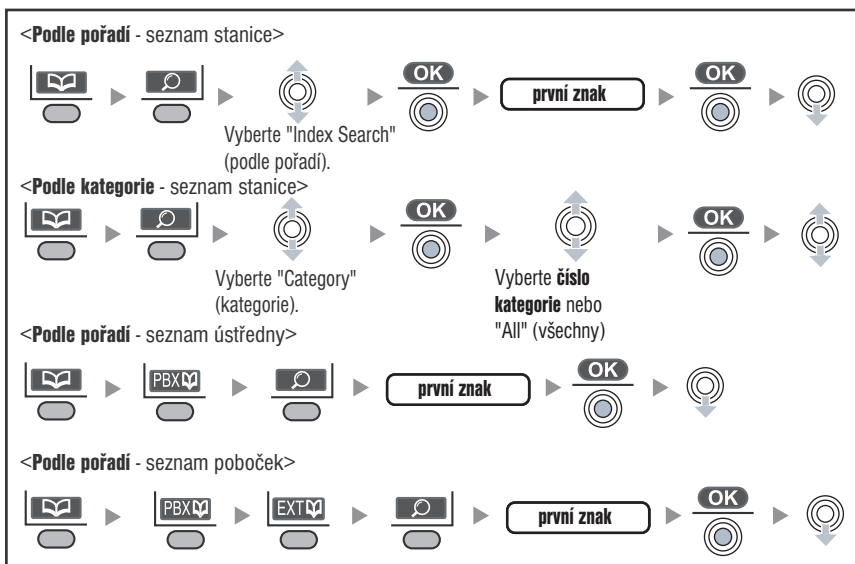 <Podle pořadí - seznam stanice>
OK
první znak
OK
Vyberte "Index Search"
(podle pořadí).
<Podle kategorie - seznam stanice>
OK
OK
Vyberte "Category"
(kategorie).
Vyberte číslo
kategorie nebo
"All" (všechny)
<Podle pořadí - seznam ústředny>
PBX
první znak
OK
<Podle pořadí - seznam poboček>
PBX
EXT
první znak
OK